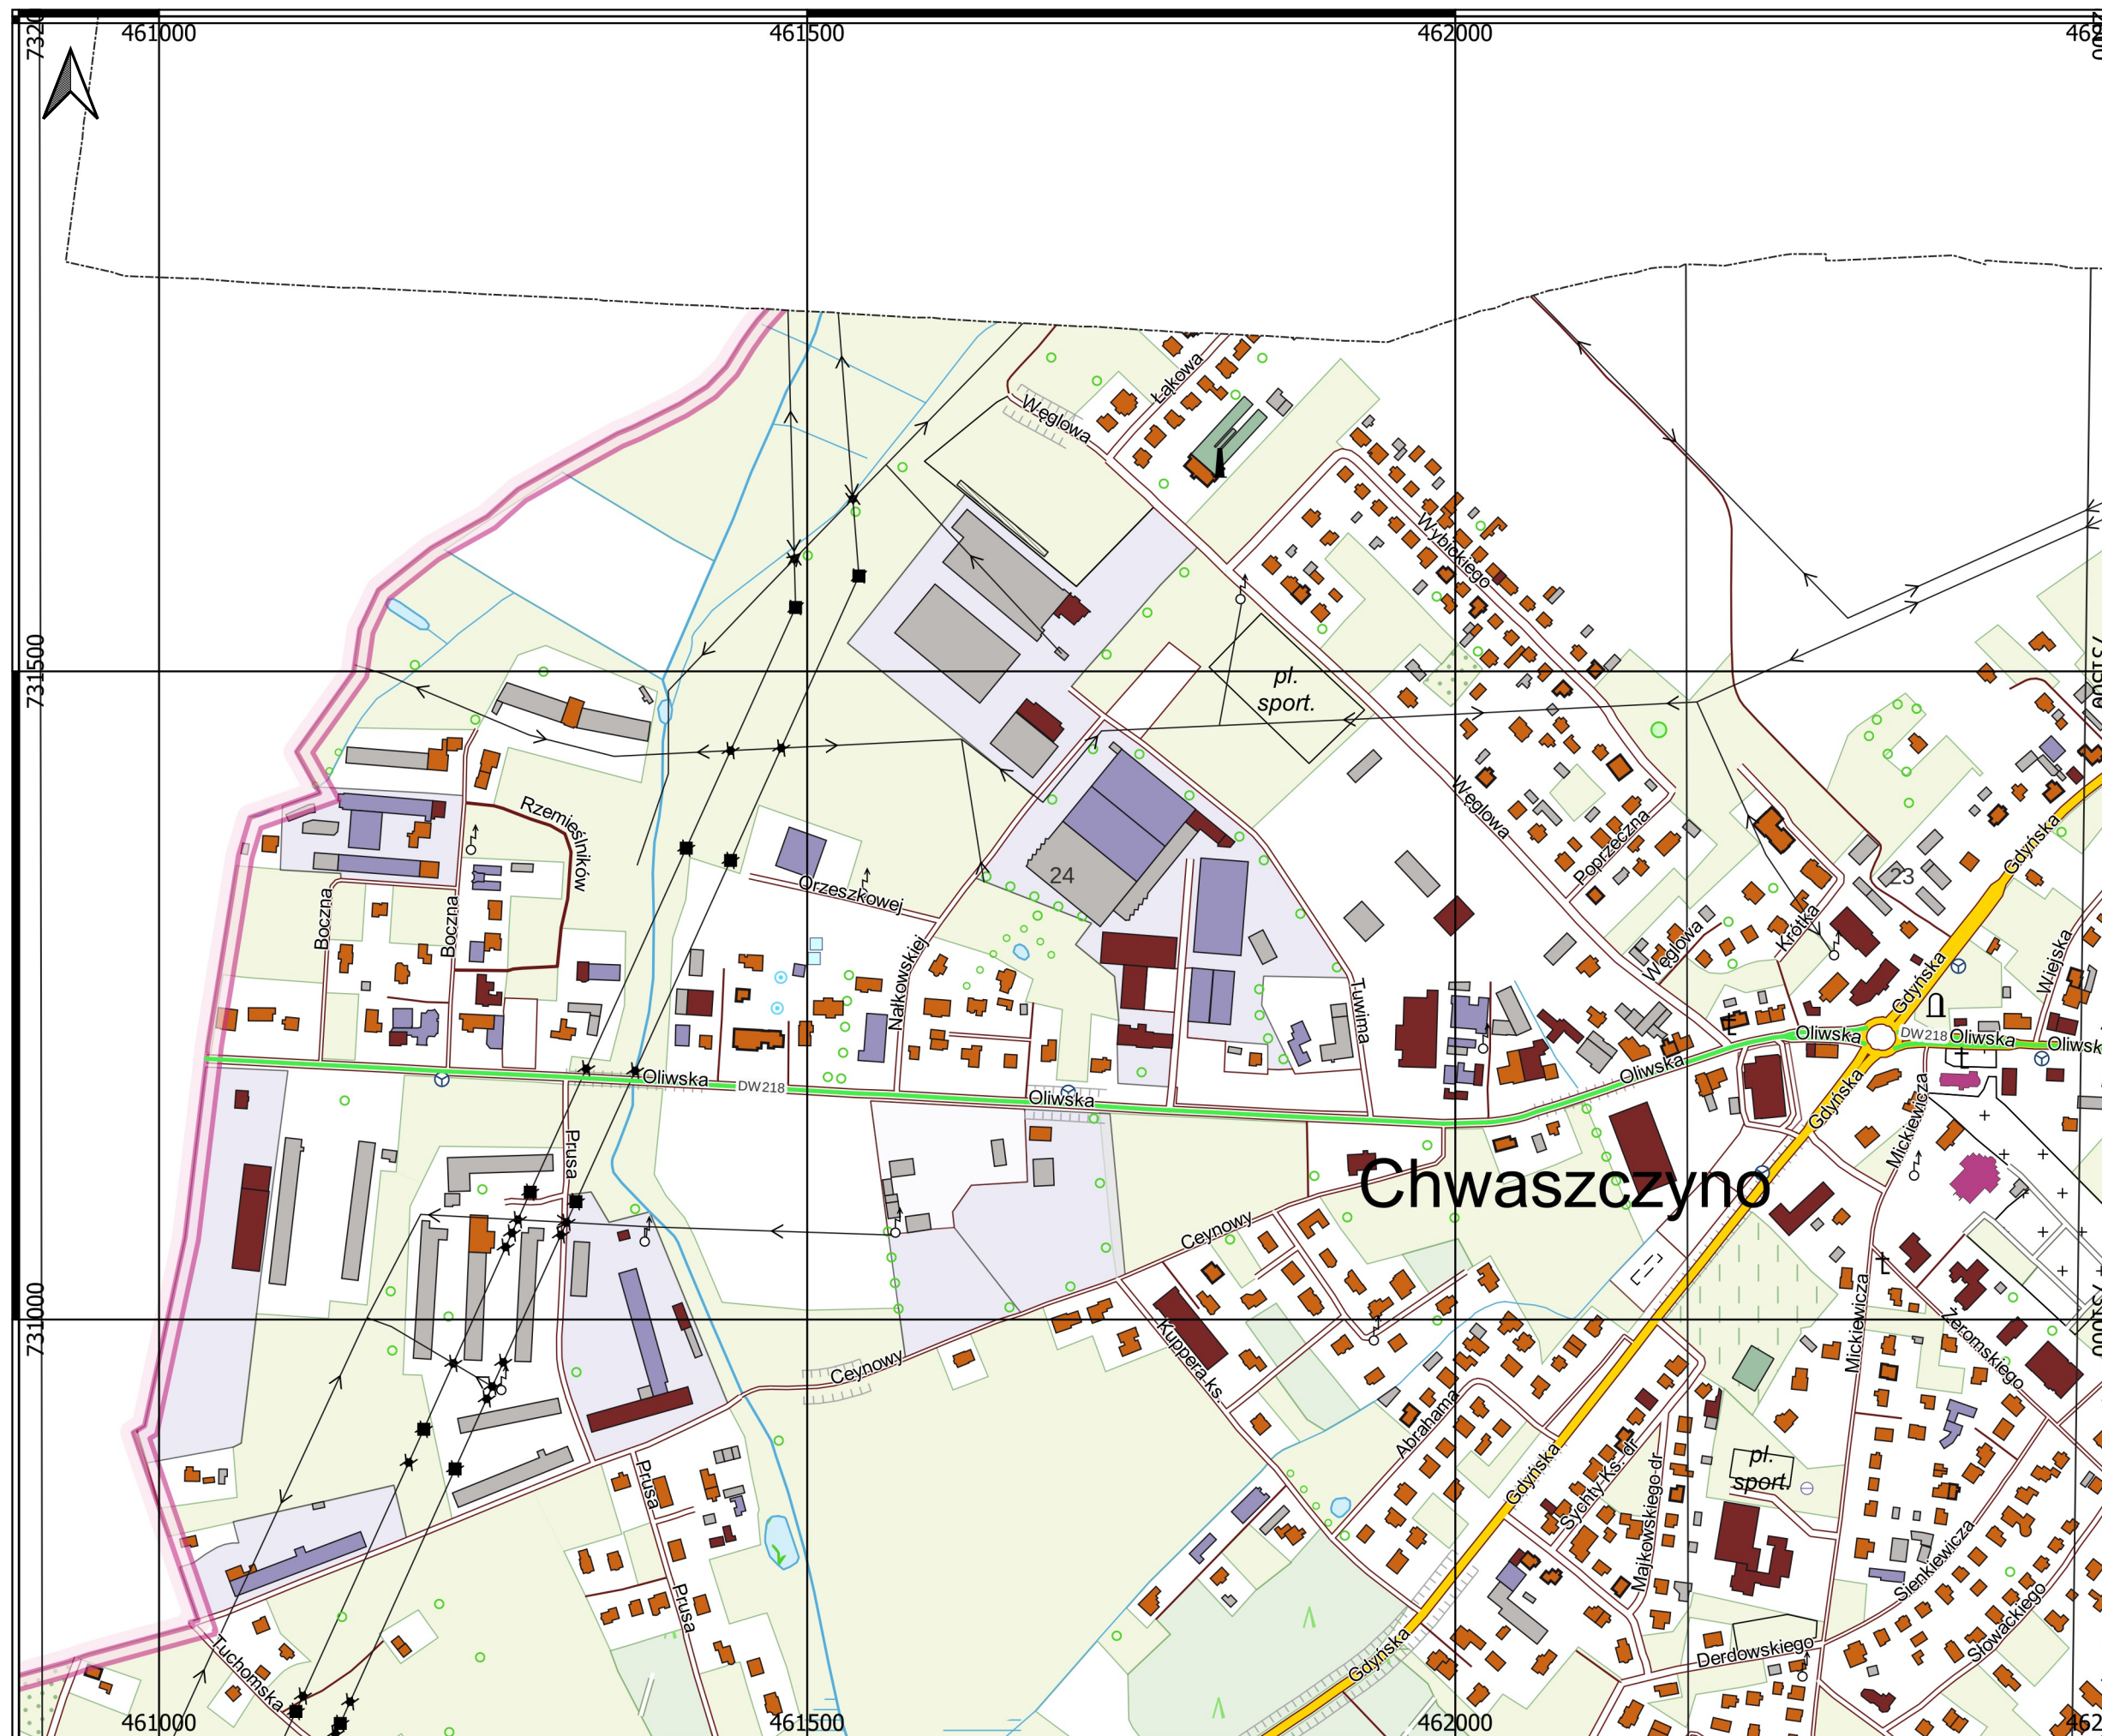 461000
461500
462000
Łąkowa
Węglowa
Wybickiego
731500
pl.
sport.
Węglowa
Rzemieślników
Poprzeczna
Gdyńska
24
23
Orzeszkowej
Boczna
Boczna
Krótka
Węglowa
Wiejska
Nałkowskiej
Gdyńska
Tuwima
Oliwska
DW218
Oliwska
Oliwska
Oliwska
DW218
Oliwska
Oliwska
Gdyńska
Mickiewicza
Prusa
Chwaszczyno
Ceynowy
731000
Mickiewicza
Żeromskiego
Kuppera ks.
Ceynowy
Abrahama
Gdyńska
Sychty-Ks. dr
Majkowskiego dr
pl.
sport.
Prusa
Sienkiewicza
Prusa
Słowackiego
Derdowskiego
Gdyńska
Tuchomska
461000
461500
462000